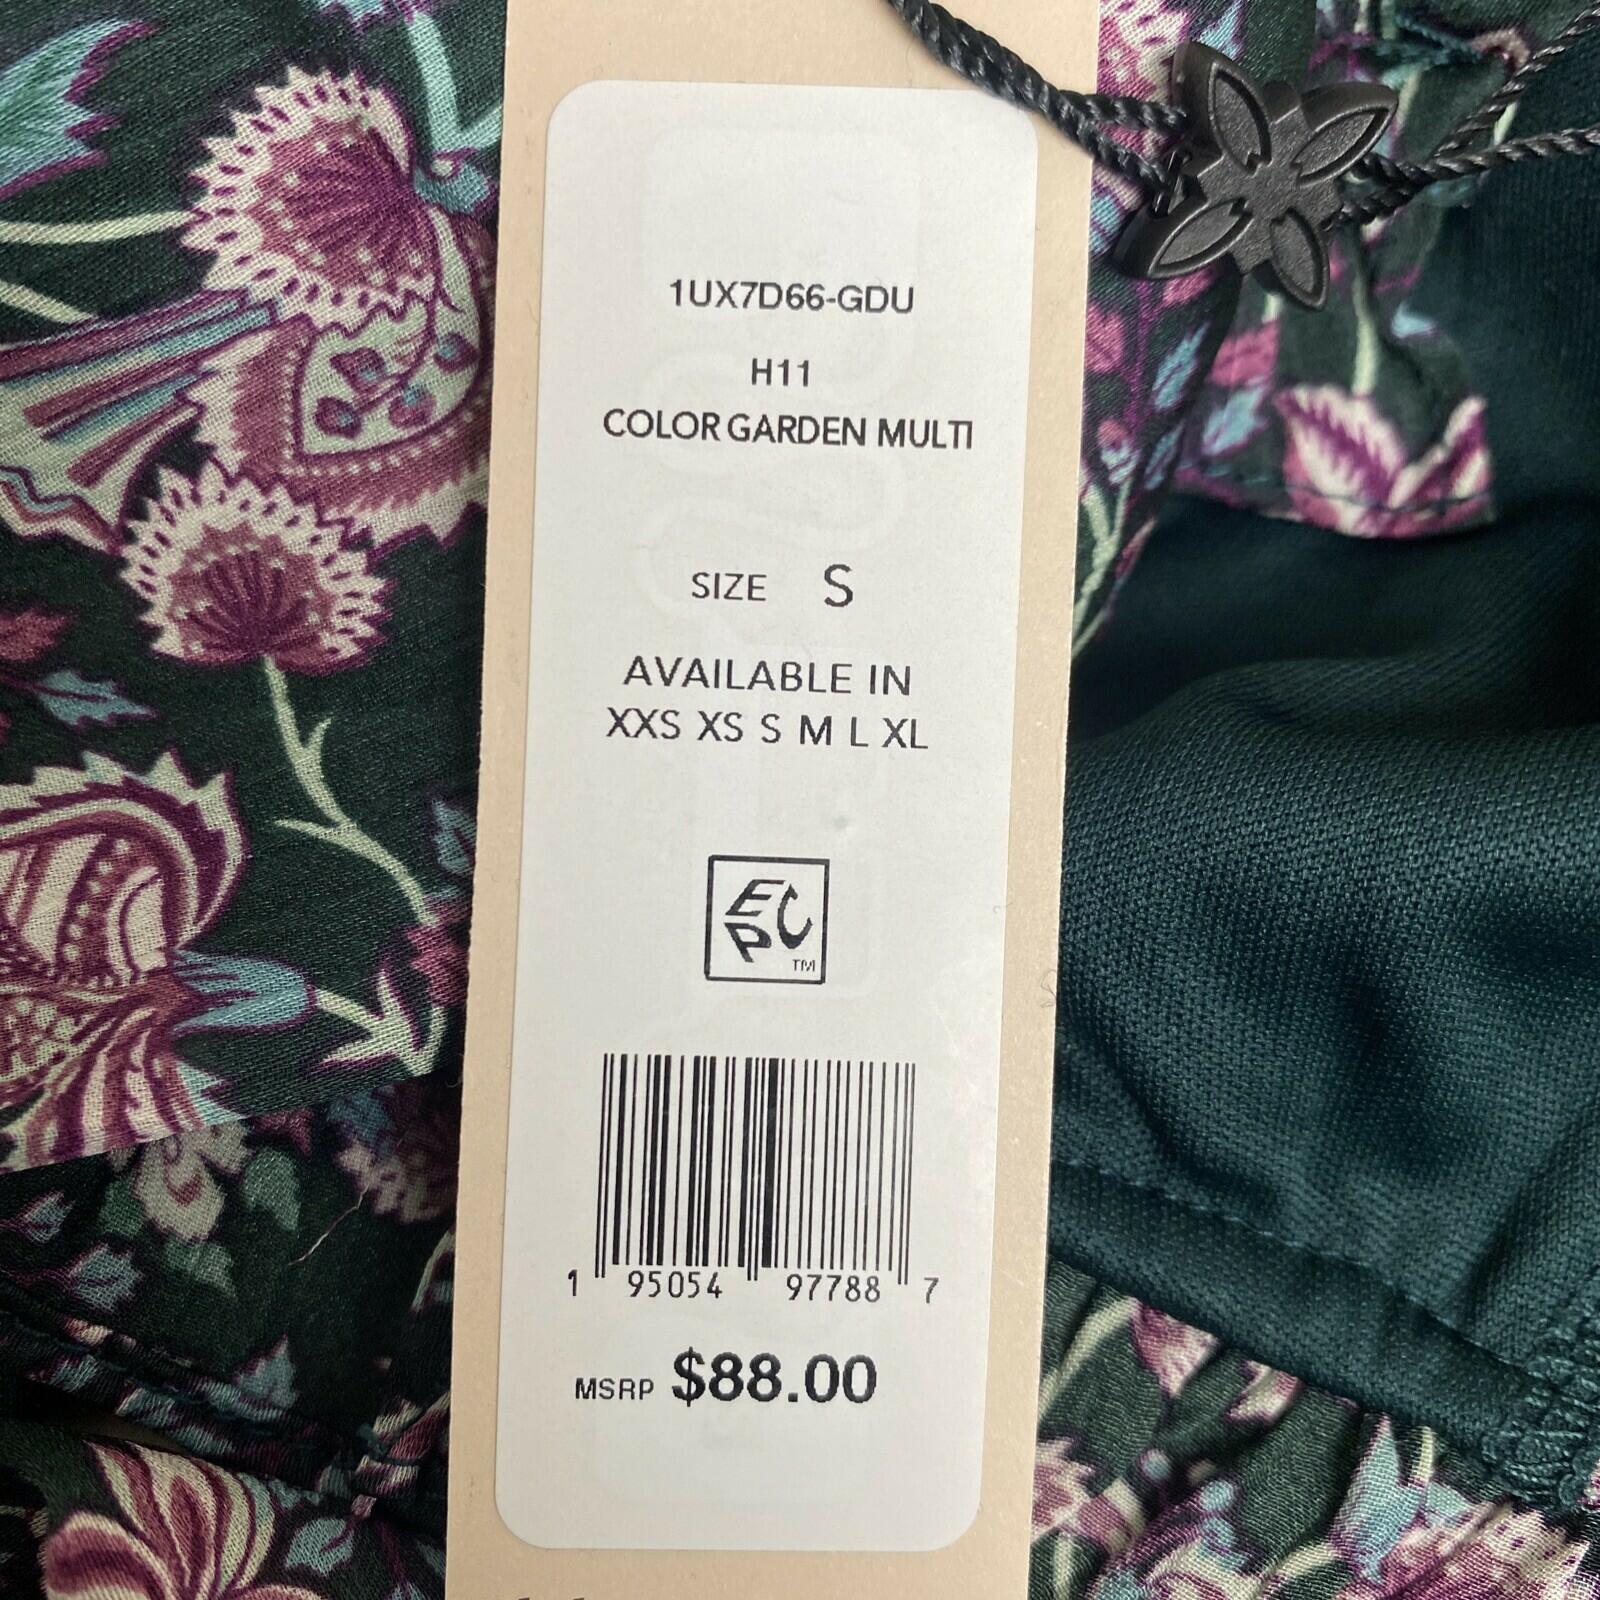 1UX7D66-GDU
H11
COLOR GARDEN MULTI
SIZE S
AVAILABLE IN
XXS XS S M L XL
EPC TM
1 95054 97788 7
MSRP $88.00